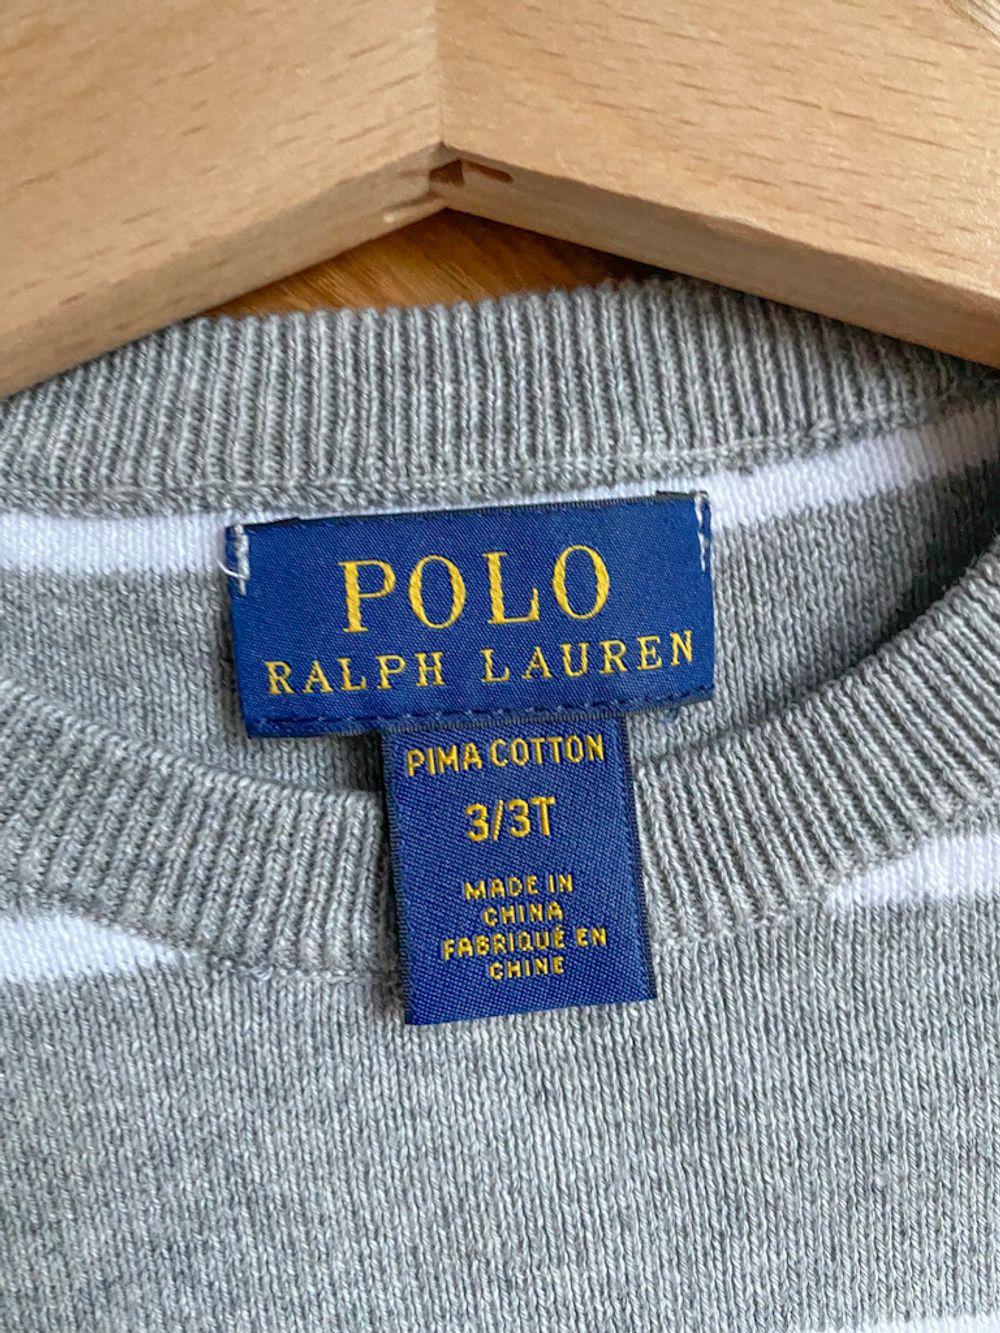 POLO
RALPH LAUREN
PIMA COTTON
3/3T
MADE IN
CHINA
FABRIQUÉ EN
CHINE